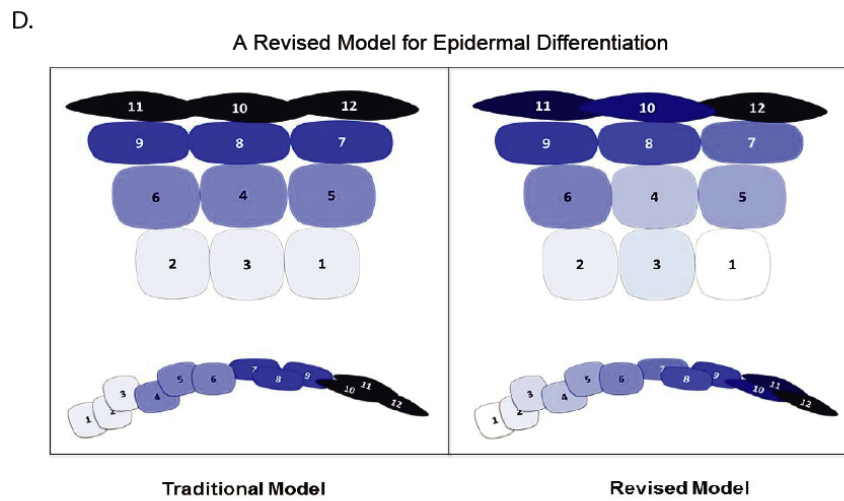 D.
A Revised Model for Epidermal Differentiation
11 10 12 11 10 12
9 8 7 9 8 7
6 4 5 6 4 5
2 3 1 2 3 1
1 2 3 4 5 6 7 8 9 10 11 12 1 2 3 4 5 6 7 8 9 10 11 12
Traditional Model Revised Model